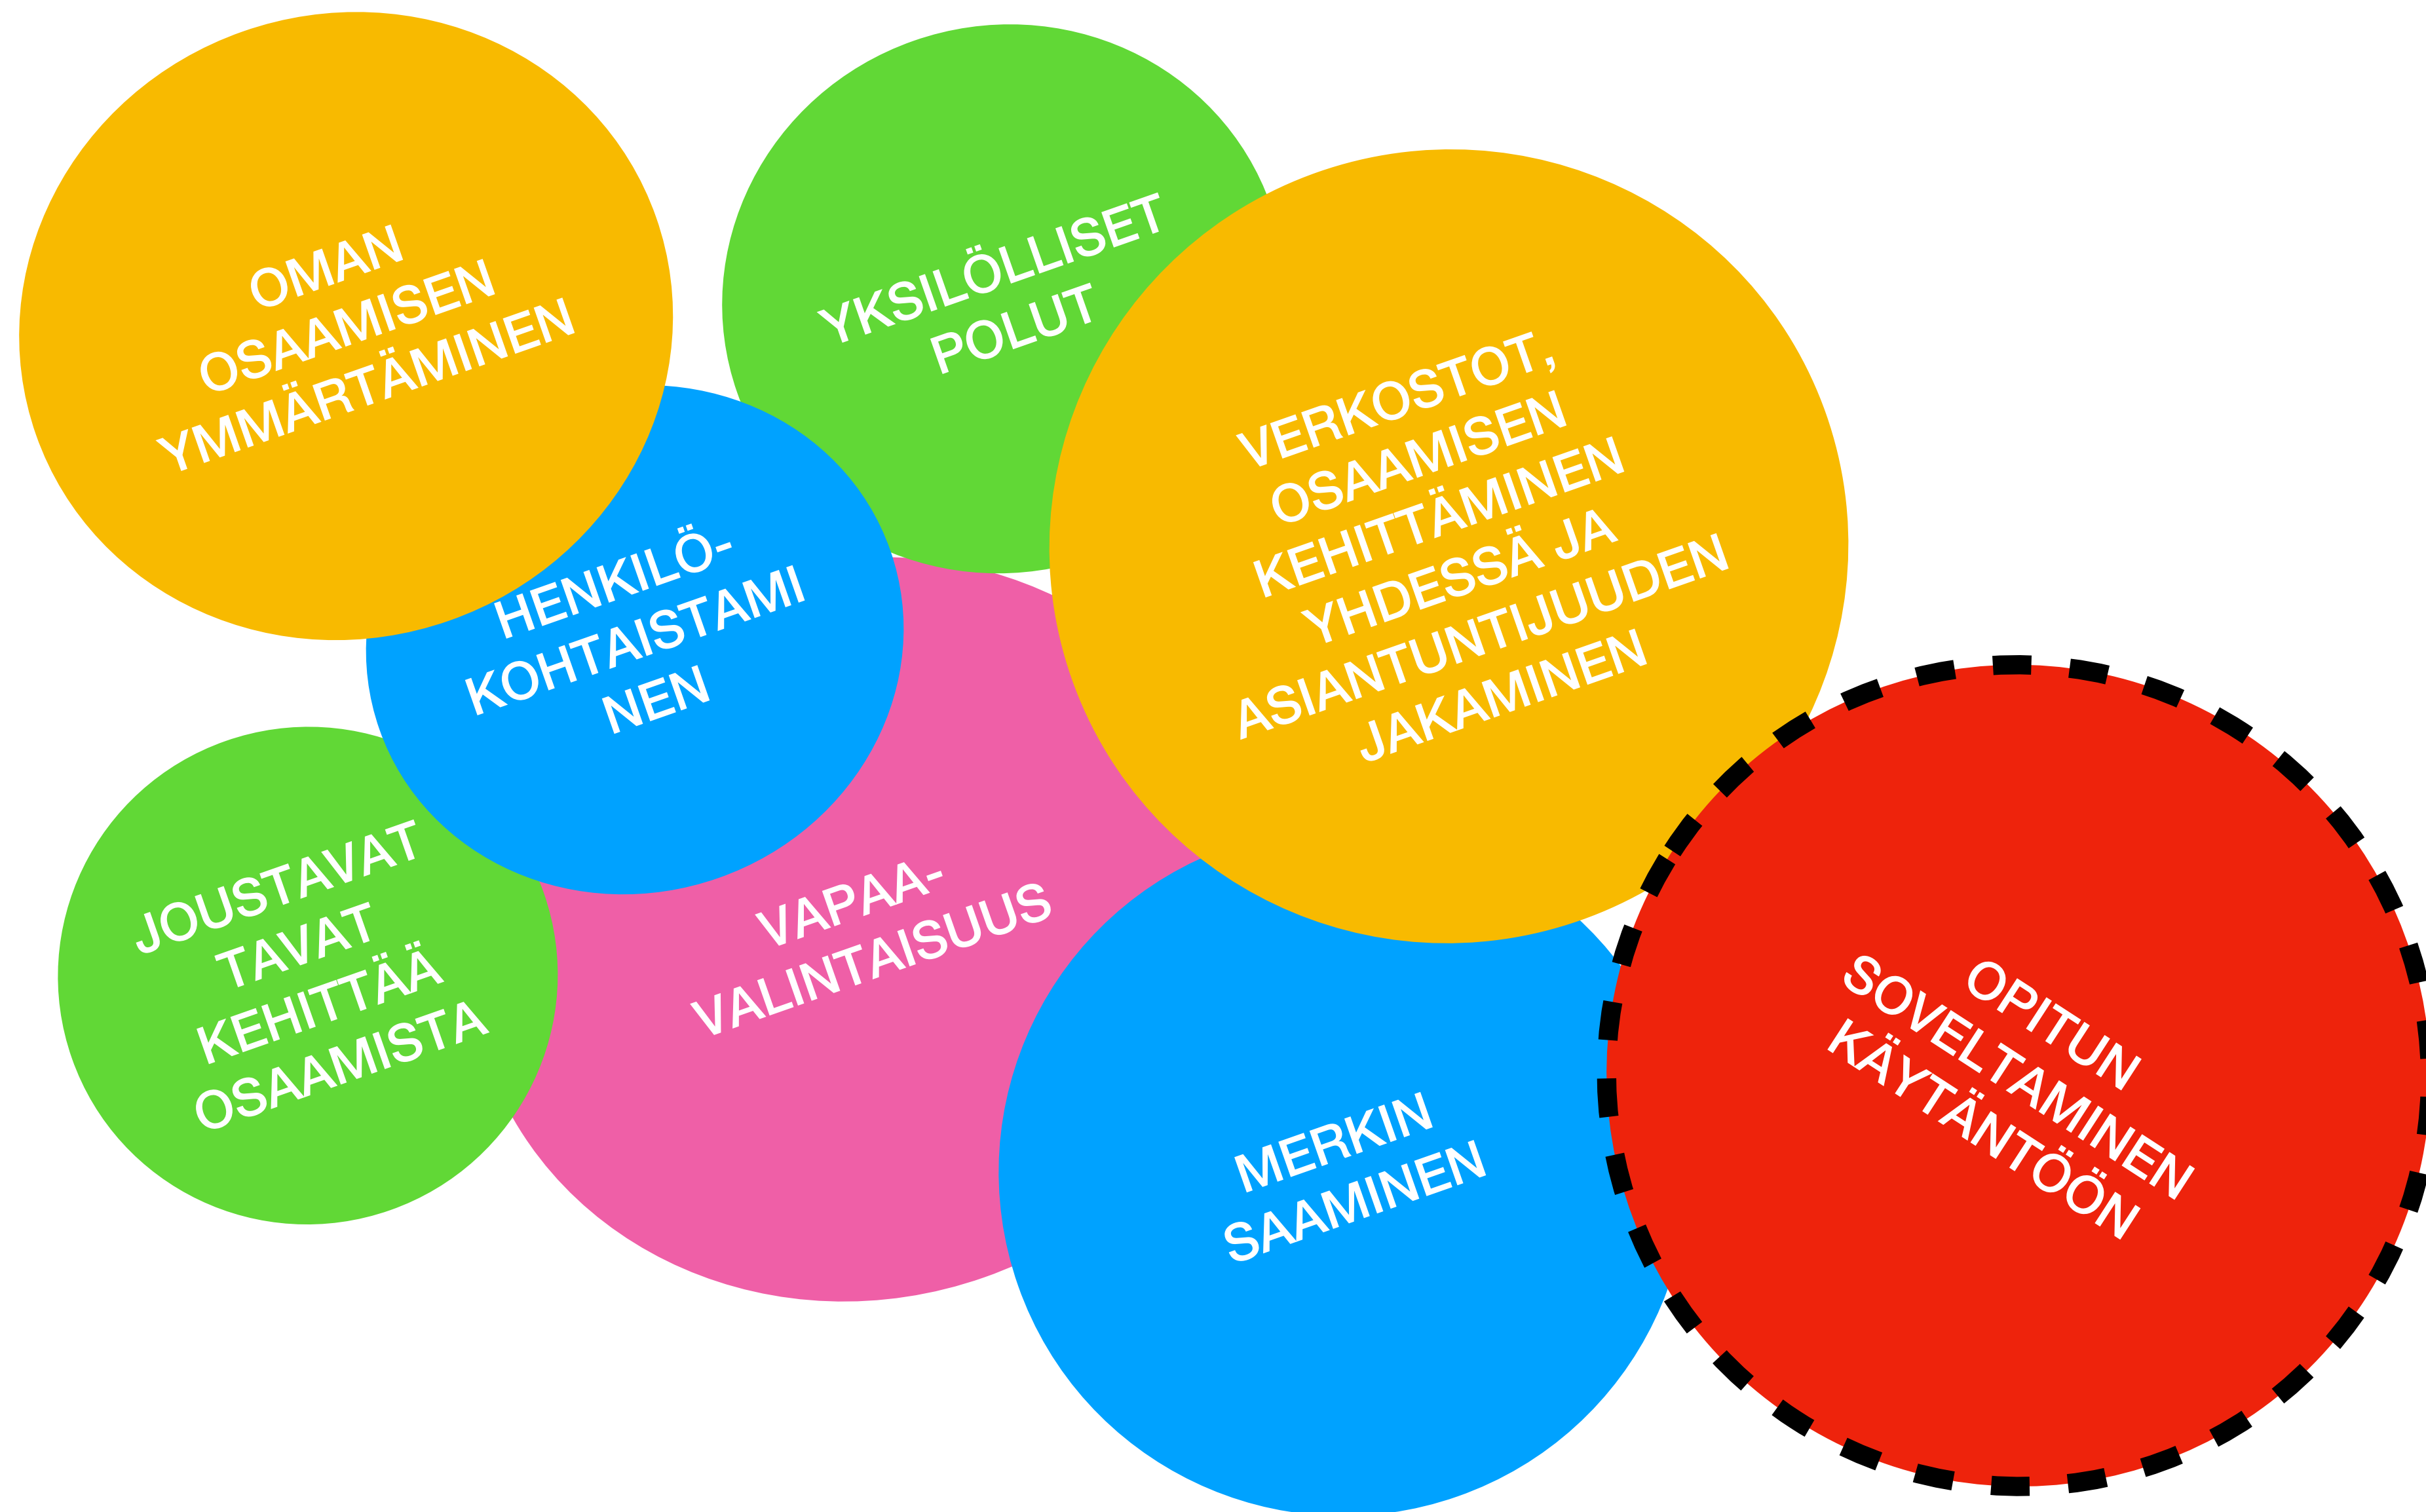 OMAN
OSAAMISEN
YMMÄRTÄMINEN
YKSILÖLLISET
POLUT
VERKOSTOT,
OSAAMISEN
KEHITTÄMINEN
YHDESSÄ JA
ASIANTUNTIJUUDEN
JAKAMINEN
HENKILÖ-
KOHTAISTAMI
NEN
JOUSTAVAT
TAVAT
KEHITTÄÄ
OSAAMISTA
VAPAA-
VALINTAISUUS
MERKIN
SAAMINEN
OPITUN
SOVELTAMINEN
KÄYTÄNTÖÖN